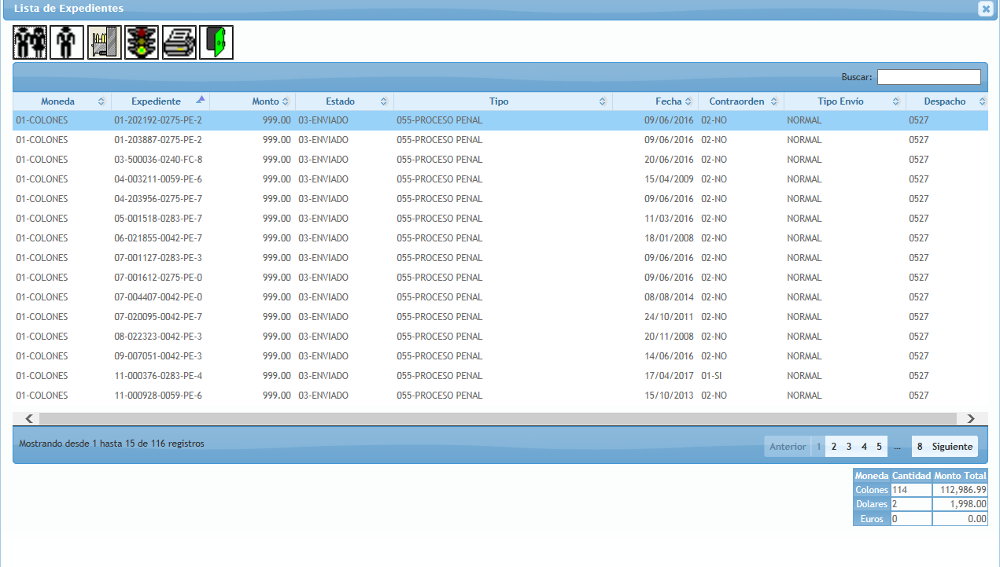 Lista de Expedientes
Buscar:
Moneda Expediente Monto Estado Tipo Fecha Contraorden Tipo Envío Despacho
01-COLONES 01-202192-0275-PE-2 999.00 03-ENVIADO 055-PROCESO PENAL 09/06/2016 02-NO NORMAL 0527
01-COLONES 01-203887-0275-PE-2 999.00 03-ENVIADO 055-PROCESO PENAL 09/06/2016 02-NO NORMAL 0527
01-COLONES 03-500036-0240-FC-8 999.00 03-ENVIADO 055-PROCESO PENAL 20/06/2016 02-NO NORMAL 0527
01-COLONES 04-003211-0059-PE-6 999.00 03-ENVIADO 055-PROCESO PENAL 15/04/2009 02-NO NORMAL 0527
01-COLONES 04-203956-0275-PE-7 999.00 03-ENVIADO 055-PROCESO PENAL 09/06/2016 02-NO NORMAL 0527
01-COLONES 05-001518-0283-PE-7 999.00 03-ENVIADO 055-PROCESO PENAL 11/03/2016 02-NO NORMAL 0527
01-COLONES 06-021855-0042-PE-7 999.00 03-ENVIADO 055-PROCESO PENAL 18/01/2008 02-NO NORMAL 0527
01-COLONES 07-001127-0283-PE-3 999.00 03-ENVIADO 055-PROCESO PENAL 09/06/2016 02-NO NORMAL 0527
01-COLONES 07-001612-0275-PE-0 999.00 03-ENVIADO 055-PROCESO PENAL 09/06/2016 02-NO NORMAL 0527
01-COLONES 07-004407-0042-PE-0 999.00 03-ENVIADO 055-PROCESO PENAL 08/08/2014 02-NO NORMAL 0527
01-COLONES 07-020095-0042-PE-7 999.00 03-ENVIADO 055-PROCESO PENAL 24/10/2011 02-NO NORMAL 0527
01-COLONES 08-022323-0042-PE-3 999.00 03-ENVIADO 055-PROCESO PENAL 20/11/2008 02-NO NORMAL 0527
01-COLONES 09-007051-0042-PE-3 999.00 03-ENVIADO 055-PROCESO PENAL 14/06/2016 02-NO NORMAL 0527
01-COLONES 11-000376-0283-PE-4 999.00 03-ENVIADO 055-PROCESO PENAL 17/04/2017 01-SI NORMAL 0527
01-COLONES 11-000928-0059-PE-6 999.00 03-ENVIADO 055-PROCESO PENAL 15/10/2013 02-NO NORMAL 0527
Mostrando desde 1 hasta 15 de 116 registros
Anterior 1 2 3 4 5 ... 8 Siguiente
Moneda Cantidad Monto Total
Colones 114 112,986.99
Dolares 2 1,998.00
Euros 0 0.00